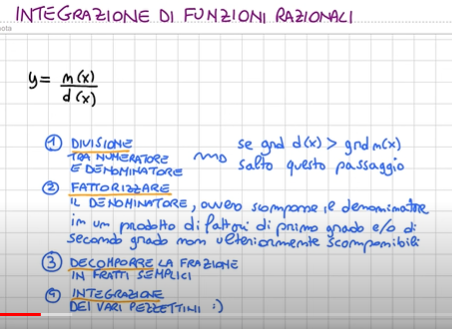 INTEGRAZIONE DI FUNZIONI RAZIONALI
nota
y = m(x)
d(x)
① DIVISIONE
TRA NUMERATORE
E DENOMINATORE
se grd d(x) > grd m(x)
salto questo passaggio
② FATTORIZZARE
IL DENOMINATORE, ovvero scomporre il denominatore
in un prodotto di fattori di primo grado e/o di
secondo grado non ulteriormente scomponibili
③ DECOMPORRE LA FRAZIONE
IN FRATTI SEMPLICI
④ INTEGRAZIONE
DEI VARI PEZZETTINI :)